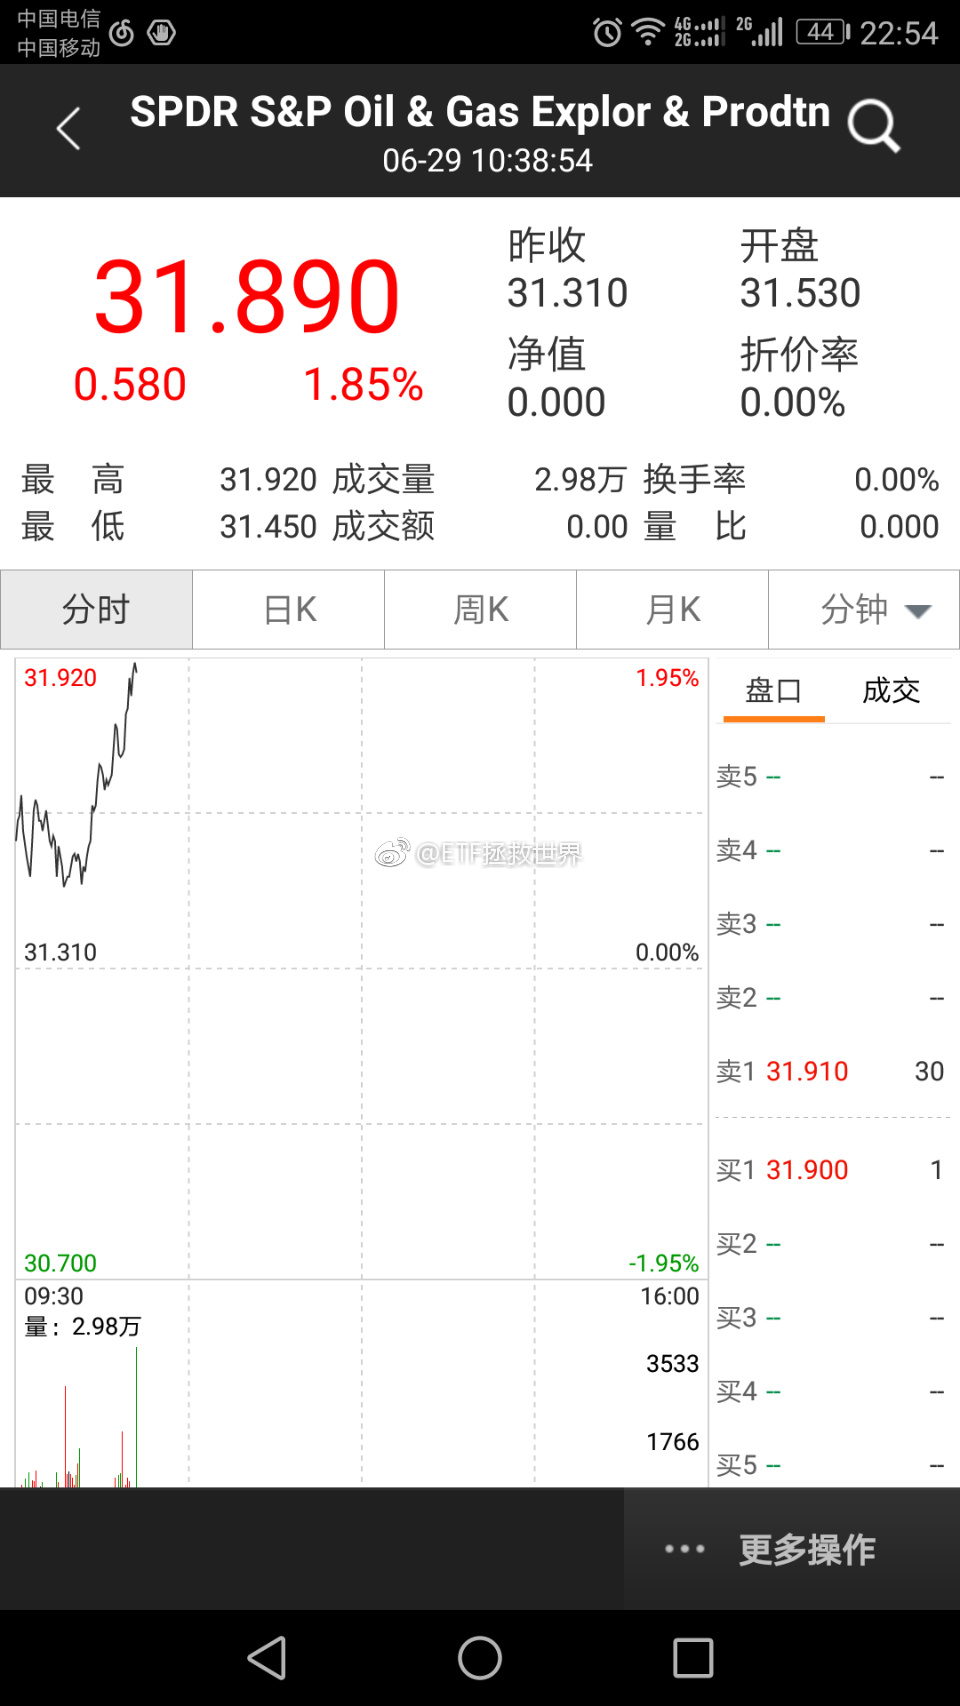 中国电信
中国移动
4G
2G
2G
44
22:54
SPDR S&P Oil & Gas Explor & Prodtn
06-29 10:38:54
31.890
0.580 1.85%
昨收 开盘
31.310 31.530
净值 折价率
0.000 0.00%
最 高 31.920 成交量 2.98万 换手率 0.00%
最 低 31.450 成交额 0.00 量 比 0.000
分时 日K 周K 月K 分钟
31.920 1.95%
31.310 0.00%
30.700 -1.95%
09:30 16:00
量: 2.98万
3533
1766
@ETF拯救世界
盘口 成交
卖5 -- --
卖4 -- --
卖3 -- --
卖2 -- --
卖1 31.910 30
买1 31.900 1
买2 -- --
买3 -- --
买4 -- --
买5 -- --
更多操作